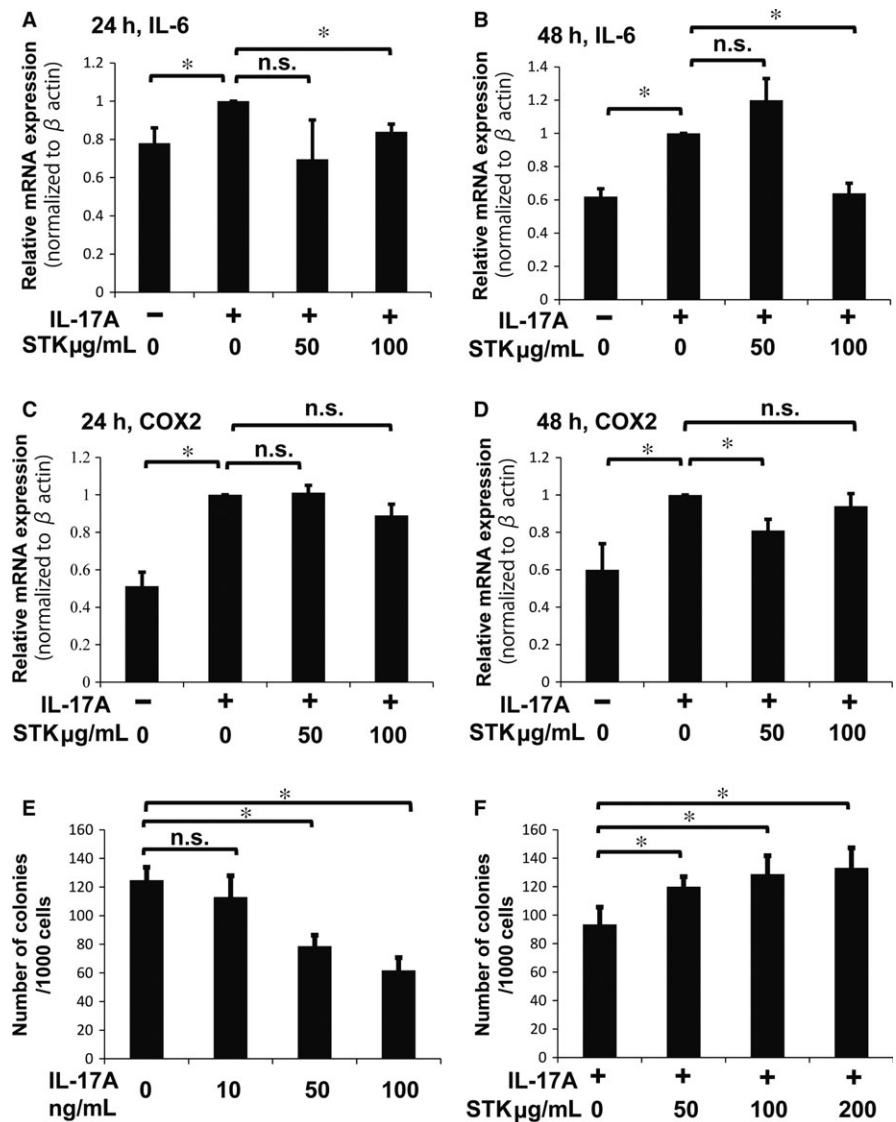 A
24 h, IL-6
*
*
n.s.
Relative mRNA expression
(normalized to β actin)
1.2
1
0.8
0.6
0.4
0.2
0
IL-17A − + + +
STKµg/mL 0 0 50 100
B
48 h, IL-6
*
n.s.
*
Relative mRNA expression
(normalized to β actin)
1.4
1.2
1
0.8
0.6
0.4
0.2
0
IL-17A − + + +
STKµg/mL 0 0 50 100
C
24 h, COX2
n.s.
*
n.s.
Relative mRNA expression
(normalized to β actin)
1.2
1
0.8
0.6
0.4
0.2
0
IL-17A − + + +
STKµg/mL 0 0 50 100
D
48 h, COX2
n.s.
*
*
Relative mRNA expression
(normalized to β actin)
1.2
1
0.8
0.6
0.4
0.2
0
IL-17A − + + +
STKµg/mL 0 0 50 100
E
*
*
n.s.
Number of colonies
/1000 cells
160
140
120
100
80
60
40
20
0
IL-17A
ng/mL
0 10 50 100
F
*
*
*
Number of colonies
/1000 cells
160
140
120
100
80
60
40
20
0
IL-17A + + + +
STKµg/mL 0 50 100 200